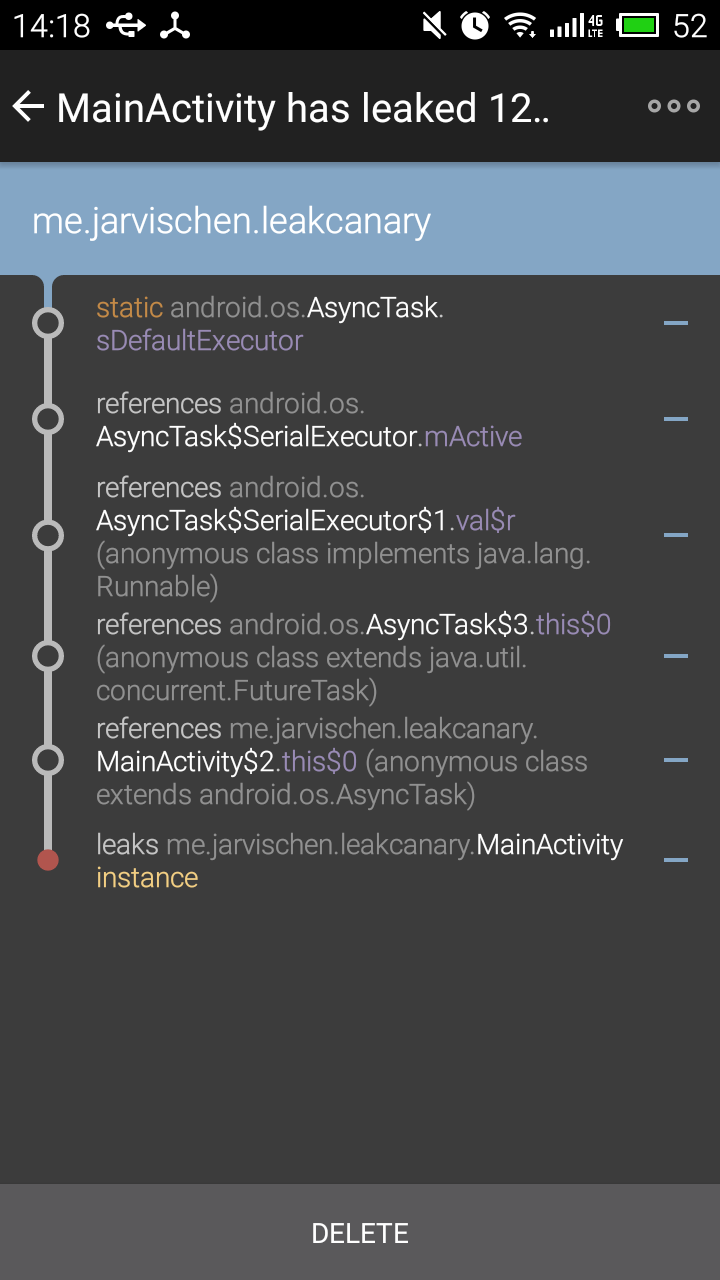 14:18
4G
LTE
52
MainActivity has leaked 12..
me.jarvischen.leakcanary
static android.os.AsyncTask.
sDefaultExecutor
references android.os.
AsyncTask$SerialExecutor.mActive
references android.os.
AsyncTask$SerialExecutor$1.val$r
(anonymous class implements java.lang.
Runnable)
references android.os.AsyncTask$3.this$0
(anonymous class extends java.util.
concurrent.FutureTask)
references me.jarvischen.leakcanary.
MainActivity$2.this$0 (anonymous class
extends android.os.AsyncTask)
leaks me.jarvischen.leakcanary.MainActivity
instance
DELETE